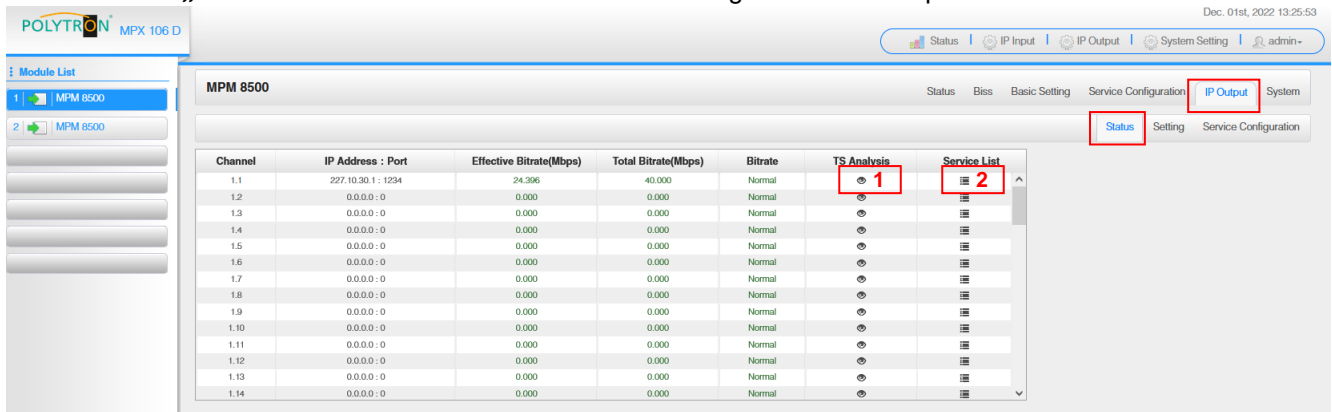 Dec. 01st, 2022 13:25:53
POLYTRON MPX 106 D
Status | IP Input | IP Output | System Setting | admin
Module List
1 | MPM 8500
2 | MPM 8500
MPM 8500 Status Biss Basic Setting Service Configuration IP Output System
Status Setting Service Configuration
Channel IP Address : Port Effective Bitrate(Mbps) Total Bitrate(Mbps) Bitrate TS Analysis Service List
1.1 227.10.30.1 : 1234 24.396 40.000 Normal 1 2
1.2 0.0.0.0 : 0 0.000 0.000 Normal
1.3 0.0.0.0 : 0 0.000 0.000 Normal
1.4 0.0.0.0 : 0 0.000 0.000 Normal
1.5 0.0.0.0 : 0 0.000 0.000 Normal
1.6 0.0.0.0 : 0 0.000 0.000 Normal
1.7 0.0.0.0 : 0 0.000 0.000 Normal
1.8 0.0.0.0 : 0 0.000 0.000 Normal
1.9 0.0.0.0 : 0 0.000 0.000 Normal
1.10 0.0.0.0 : 0 0.000 0.000 Normal
1.11 0.0.0.0 : 0 0.000 0.000 Normal
1.12 0.0.0.0 : 0 0.000 0.000 Normal
1.13 0.0.0.0 : 0 0.000 0.000 Normal
1.14 0.0.0.0 : 0 0.000 0.000 Normal